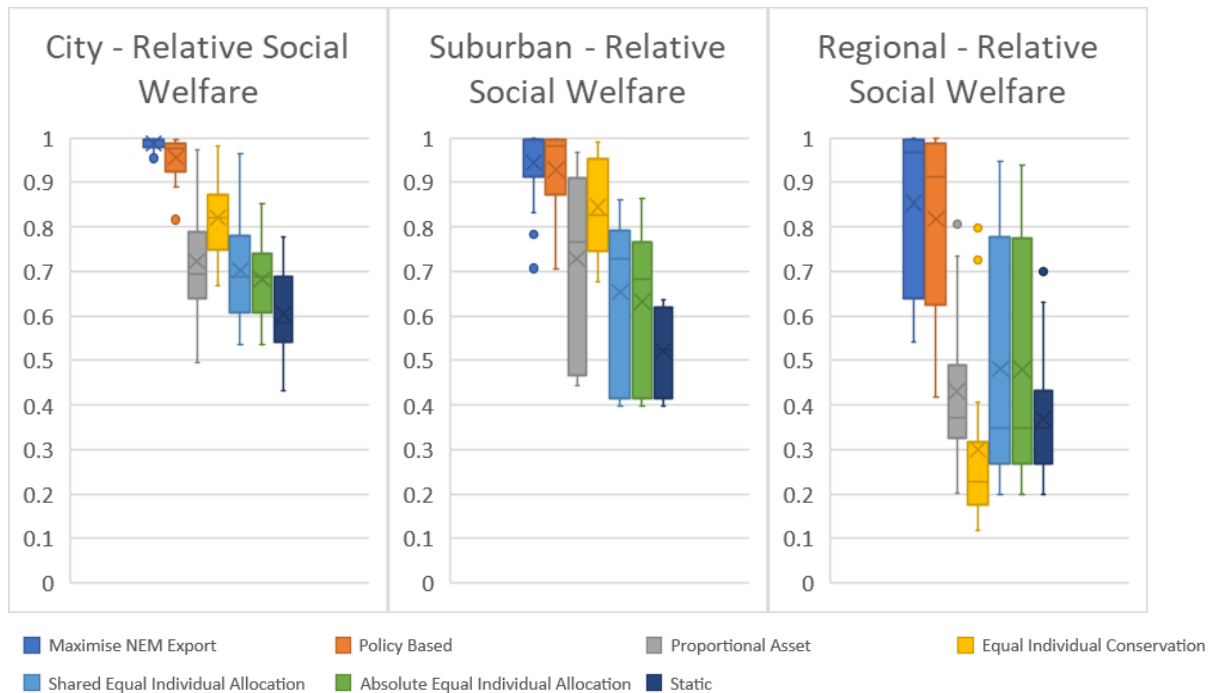 City - Relative Social
Welfare
1
0.9
0.8
0.7
0.6
0.5
0.4
0.3
0.2
0.1
0
Suburban - Relative
Social Welfare
1
0.9
0.8
0.7
0.6
0.5
0.4
0.3
0.2
0.1
0
Regional - Relative
Social Welfare
1
0.9
0.8
0.7
0.6
0.5
0.4
0.3
0.2
0.1
0
Maximise NEM Export
Policy Based
Proportional Asset
Equal Individual Conservation
Shared Equal Individual Allocation
Absolute Equal Individual Allocation
Static